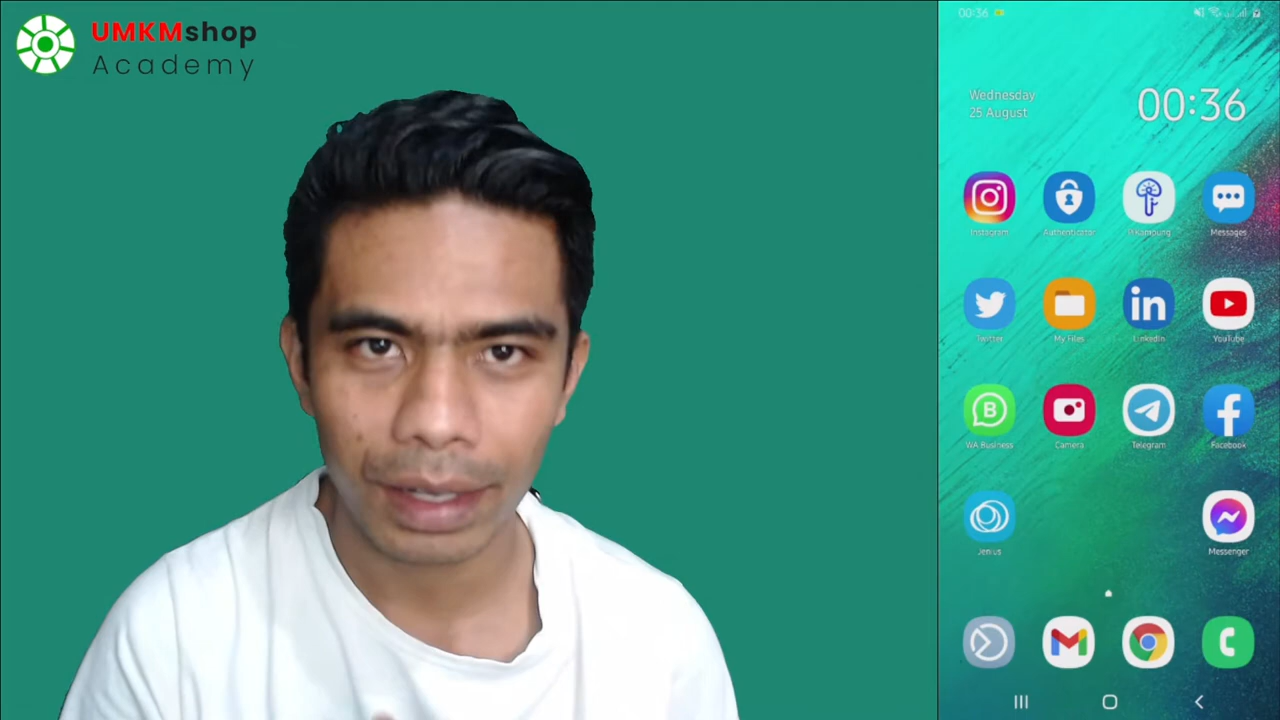 UMKMshop
Academy
00:36
Wednesday
25 August
00:36
Instagram
Authenticator
PiKampung
Messages
Twitter
My Files
LinkedIn
YouTube
WA Business
Camera
Telegram
Facebook
Jenius
Messenger